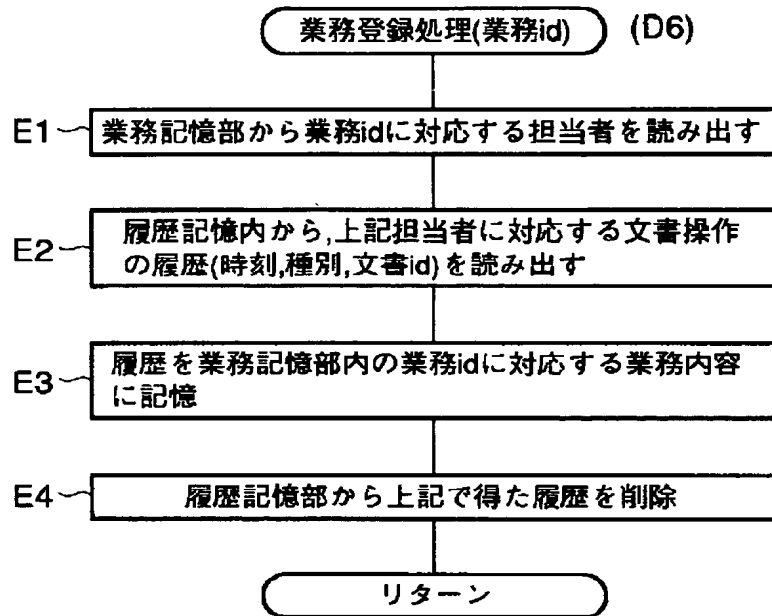 業務登録処理(業務id) (D6)
E1 業務記憶部から業務idに対応する担当者を読み出す
履歴記憶内から,上記担当者に対応する文書操作
E2 の履歴(時刻,種別,文書id)を読み出す
履歴を業務記憶部内の業務idに対応する業務内容
E3 に記憶
E4 履歴記憶部から上記で得た履歴を削除
リターン